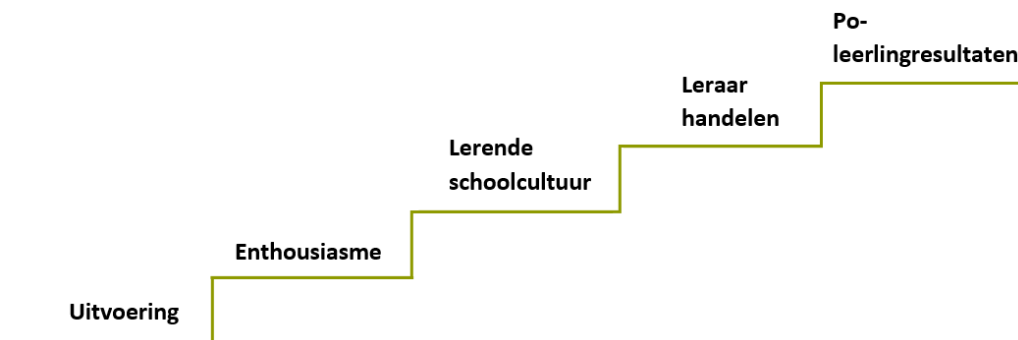 Po-
leerlingresultaten
Leraar
handelen
Lerende
schoolcultuur
Enthousiasme
Uitvoering